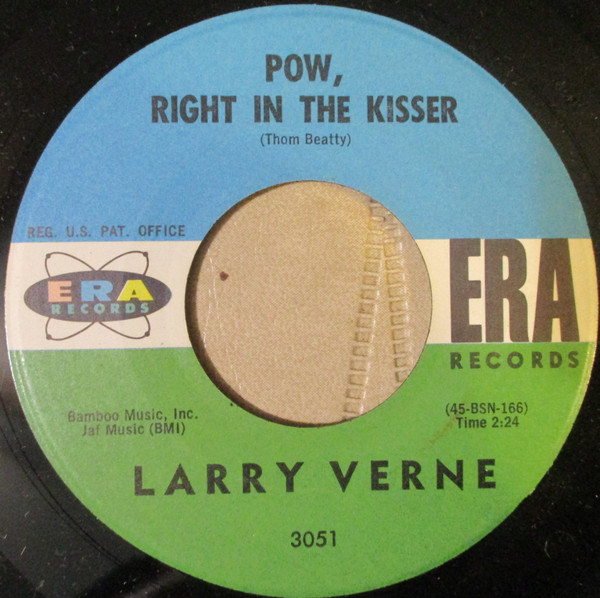 POW,
RIGHT IN THE KISSER
(Thom Beatty)
REG. U.S. PAT. OFFICE
ERA
RECORDS
ERA
RECORDS
Bamboo Music, Inc.
Jat Music (BMI)
(45-BSN-166)
Time 2:24
LARRY VERNE
3051